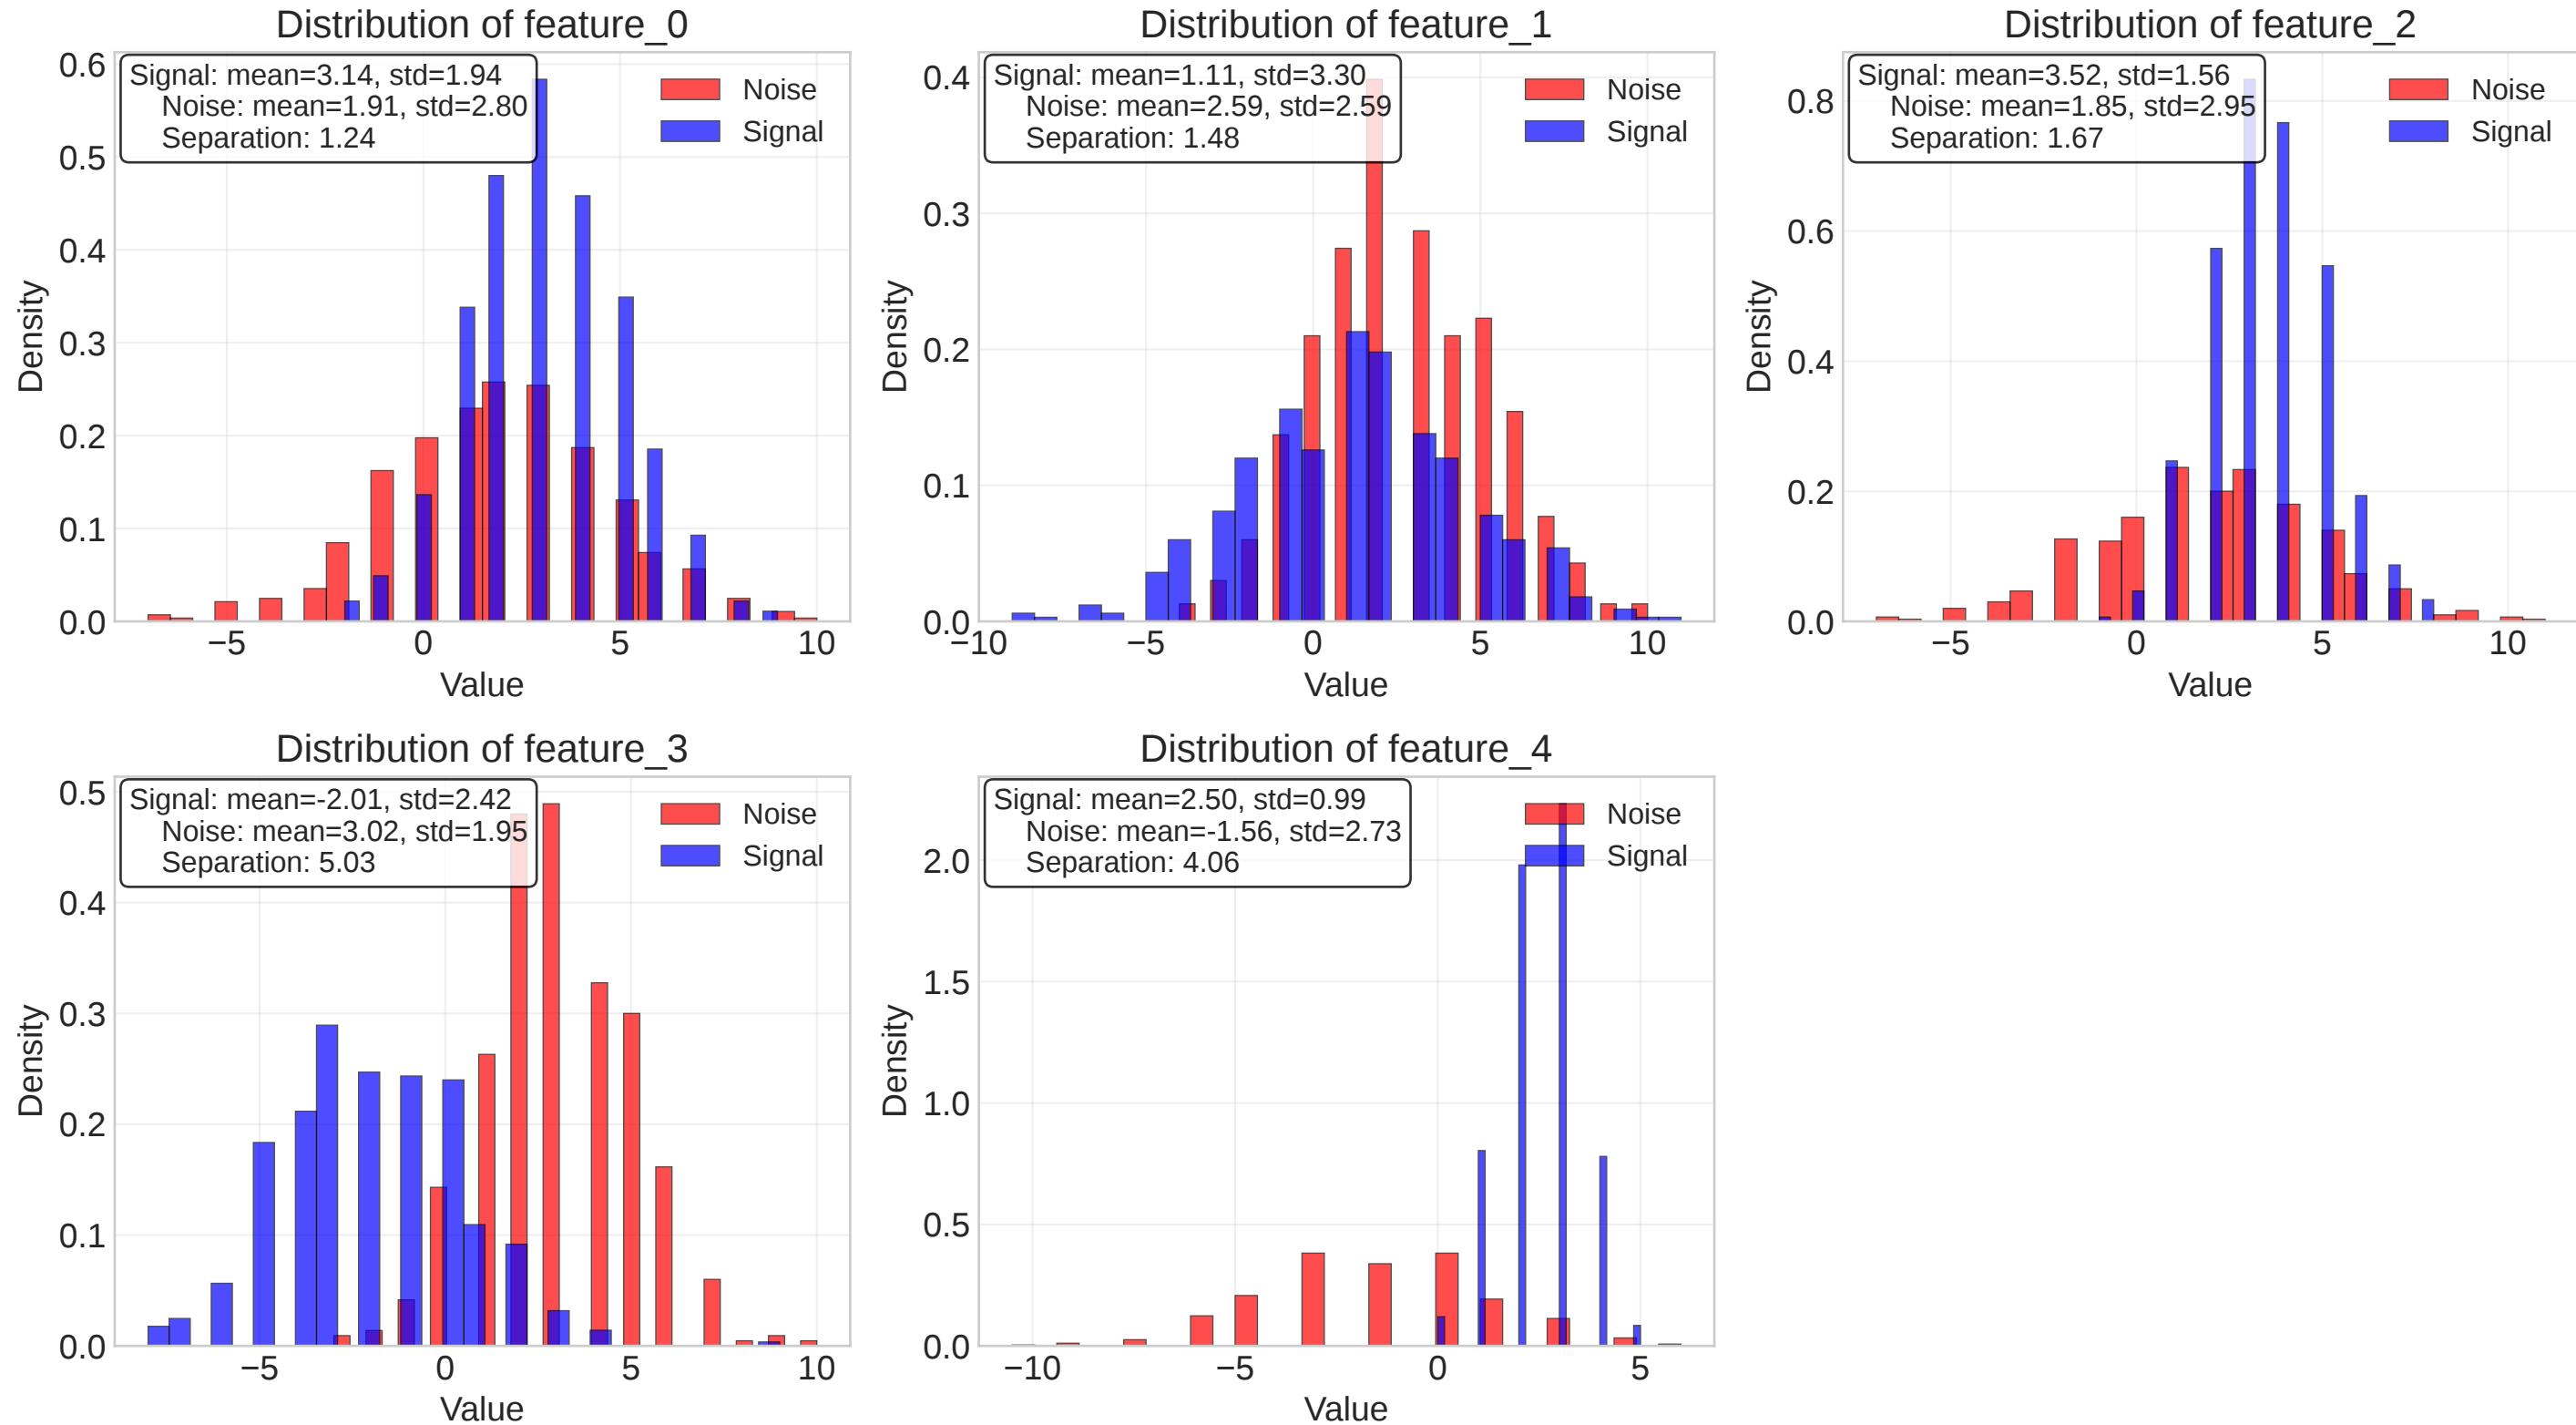 Distribution of feature_0
Signal: mean=3.14, std=1.94
Noise: mean=1.91, std=2.80
Separation: 1.24
Noise
Signal
0.6
0.5
0.4
0.3
0.2
0.1
0.0
Density
−5 0 5 10
Value
Distribution of feature_1
Signal: mean=1.11, std=3.30
Noise: mean=2.59, std=2.59
Separation: 1.48
Noise
Signal
0.4
0.3
0.2
0.1
0.0
Density
−10 −5 0 5 10
Value
Distribution of feature_2
Signal: mean=3.52, std=1.56
Noise: mean=1.85, std=2.95
Separation: 1.67
Noise
Signal
0.8
0.6
0.4
0.2
0.0
Density
−5 0 5 10
Value
Distribution of feature_3
Signal: mean=-2.01, std=2.42
Noise: mean=3.02, std=1.95
Separation: 5.03
Noise
Signal
0.5
0.4
0.3
0.2
0.1
0.0
Density
−5 0 5 10
Value
Distribution of feature_4
Signal: mean=2.50, std=0.99
Noise: mean=-1.56, std=2.73
Separation: 4.06
Noise
Signal
2.0
1.5
1.0
0.5
0.0
Density
−10 −5 0 5
Value